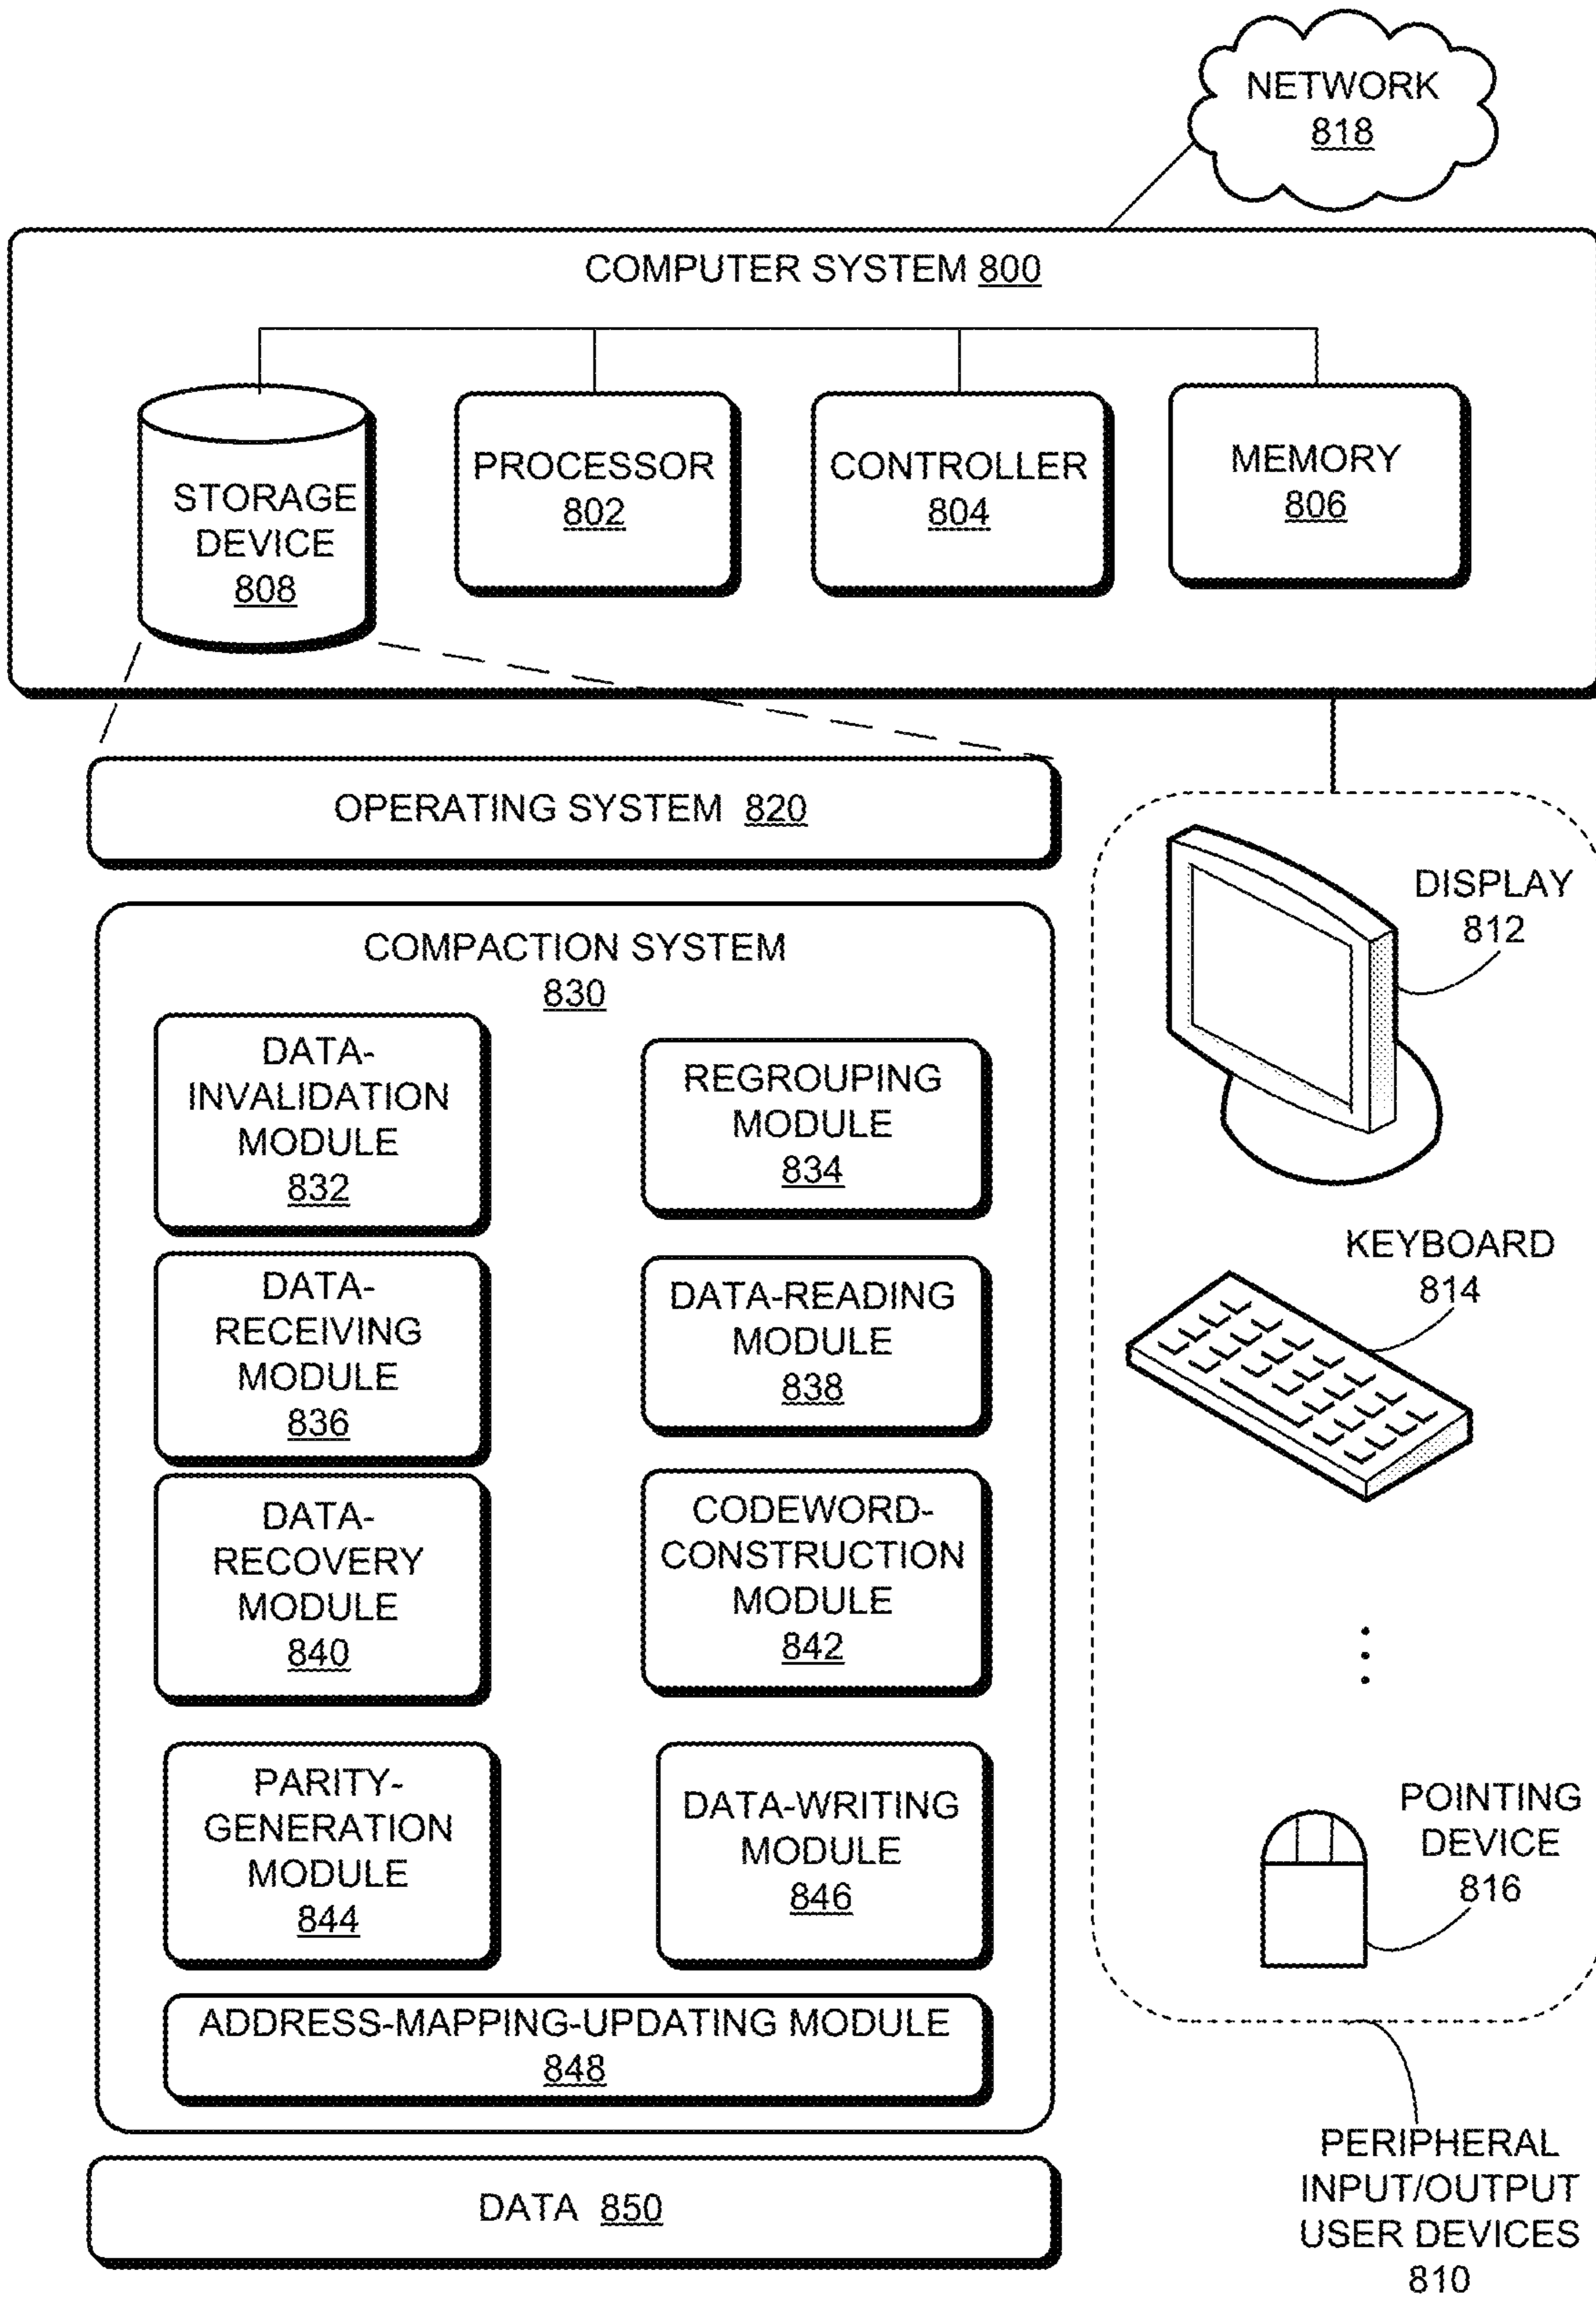 NETWORK
818
COMPUTER SYSTEM 800
STORAGE
DEVICE
808
PROCESSOR
802
CONTROLLER
804
MEMORY
806
OPERATING SYSTEM 820
COMPACTION SYSTEM
830
DATA-
INVALIDATION
MODULE
832
REGROUPING
MODULE
834
DATA-
RECEIVING
MODULE
836
DATA-READING
MODULE
838
DATA-
RECOVERY
MODULE
840
CODEWORD-
CONSTRUCTION
MODULE
842
PARITY-
GENERATION
MODULE
844
DATA-WRITING
MODULE
846
ADDRESS-MAPPING-UPDATING MODULE
848
DATA 850
DISPLAY
812
KEYBOARD
814
POINTING
DEVICE
816
PERIPHERAL
INPUT/OUTPUT
USER DEVICES
810